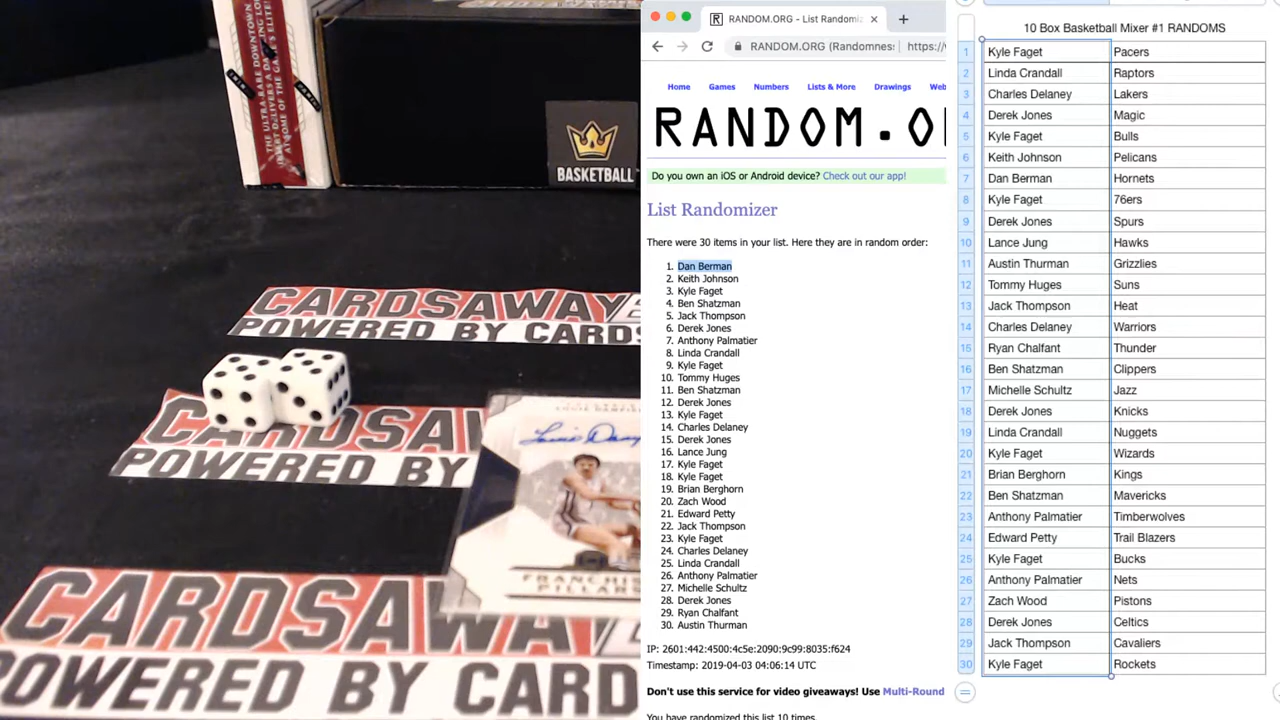 THE ULTRA-RARE DOWNTOWN
INSERT DELIVERS A DA
AT SOME OF THE GAME'S ELITE!
BASKETBALL
CARDSAWAY
POWERED BY CARDS
CARDSAWAY
POWERED BY
FRANCHIS
PILLARS
CARDSAWAY
POWERED BY CARD
RANDOM.ORG - List Randomiz
RANDOM.ORG (Randomnes: https://
Home Games Numbers Lists & More Drawings Web
RANDOM.O
Do you own an iOS or Android device? Check out our app!
List Randomizer
There were 30 items in your list. Here they are in random order:
1. Dan Berman
2. Keith Johnson
3. Kyle Faget
4. Ben Shatzman
5. Jack Thompson
6. Derek Jones
7. Anthony Palmatier
8. Linda Crandall
9. Kyle Faget
10. Tommy Huges
11. Ben Shatzman
12. Derek Jones
13. Kyle Faget
14. Charles Delaney
15. Derek Jones
16. Lance Jung
17. Kyle Faget
18. Kyle Faget
19. Brian Berghorn
20. Zach Wood
21. Edward Petty
22. Jack Thompson
23. Kyle Faget
24. Charles Delaney
25. Linda Crandall
26. Anthony Palmatier
27. Michelle Schultz
28. Derek Jones
29. Ryan Chalfant
30. Austin Thurman
IP: 2601:442:4500:4c5e:2090:9c99:8035:f624
Timestamp: 2019-04-03 04:06:14 UTC
Don't use this service for video giveaways! Use Multi-Round
You have randomized this list 10 times.
10 Box Basketball Mixer #1 RANDOMS
1 Kyle Faget Pacers
2 Linda Crandall Raptors
3 Charles Delaney Lakers
4 Derek Jones Magic
5 Kyle Faget Bulls
6 Keith Johnson Pelicans
7 Dan Berman Hornets
8 Kyle Faget 76ers
9 Derek Jones Spurs
10 Lance Jung Hawks
11 Austin Thurman Grizzlies
12 Tommy Huges Suns
13 Jack Thompson Heat
14 Charles Delaney Warriors
15 Ryan Chalfant Thunder
16 Ben Shatzman Clippers
17 Michelle Schultz Jazz
18 Derek Jones Knicks
19 Linda Crandall Nuggets
20 Kyle Faget Wizards
21 Brian Berghorn Kings
22 Ben Shatzman Mavericks
23 Anthony Palmatier Timberwolves
24 Edward Petty Trail Blazers
25 Kyle Faget Bucks
26 Anthony Palmatier Nets
27 Zach Wood Pistons
28 Derek Jones Celtics
29 Jack Thompson Cavaliers
30 Kyle Faget Rockets